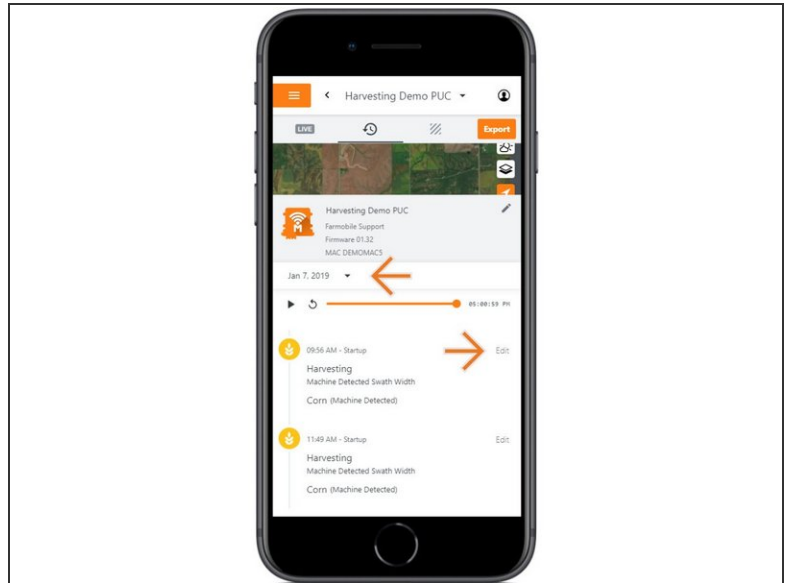 Harvesting Demo PUC
LIVE
Export
Harvesting Demo PUC
Farmobile Support
Firmware 01.32
MAC DEMOMAC5
Jan 7, 2019
05:00:59 PM
09:56 AM - Startup Edit
Harvesting
Machine Detected Swath Width
Corn (Machine Detected)
11:49 AM - Startup Edit
Harvesting
Machine Detected Swath Width
Corn (Machine Detected)